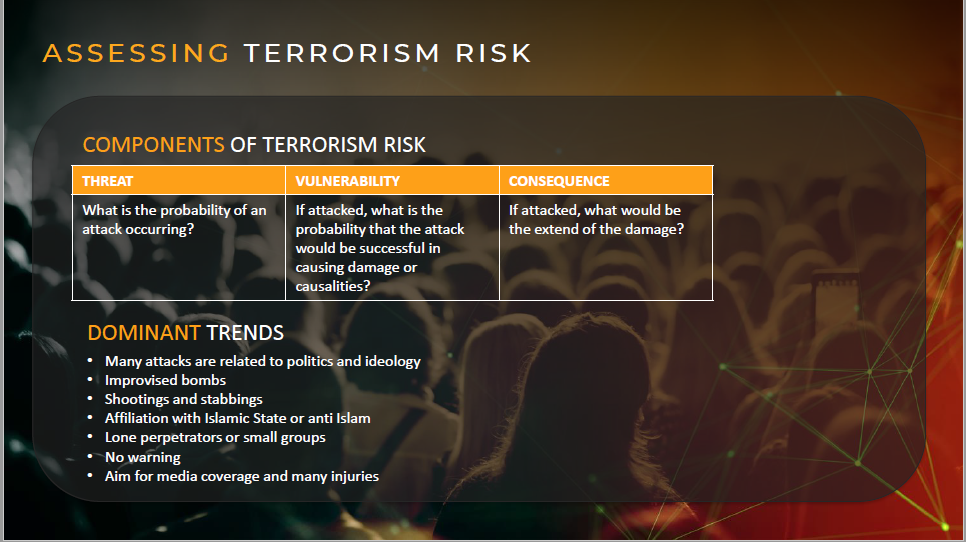 ASSESSING TERRORISM RISK
COMPONENTS OF TERRORISM RISK
THREAT
VULNERABILITY
CONSEQUENCE
What is the probability of an
attack occurring?
If attacked, what is the
probability that the attack
would be successful in
causing damage or
causalities?
If attacked, what would be
the extend of the damage?
DOMINANT TRENDS
• Many attacks are related to politics and ideology
• Improvised bombs
• Shootings and stabbings
• Affiliation with Islamic State or anti Islam
• Lone perpetrators or small groups
• No warning
• Aim for media coverage and many injuries